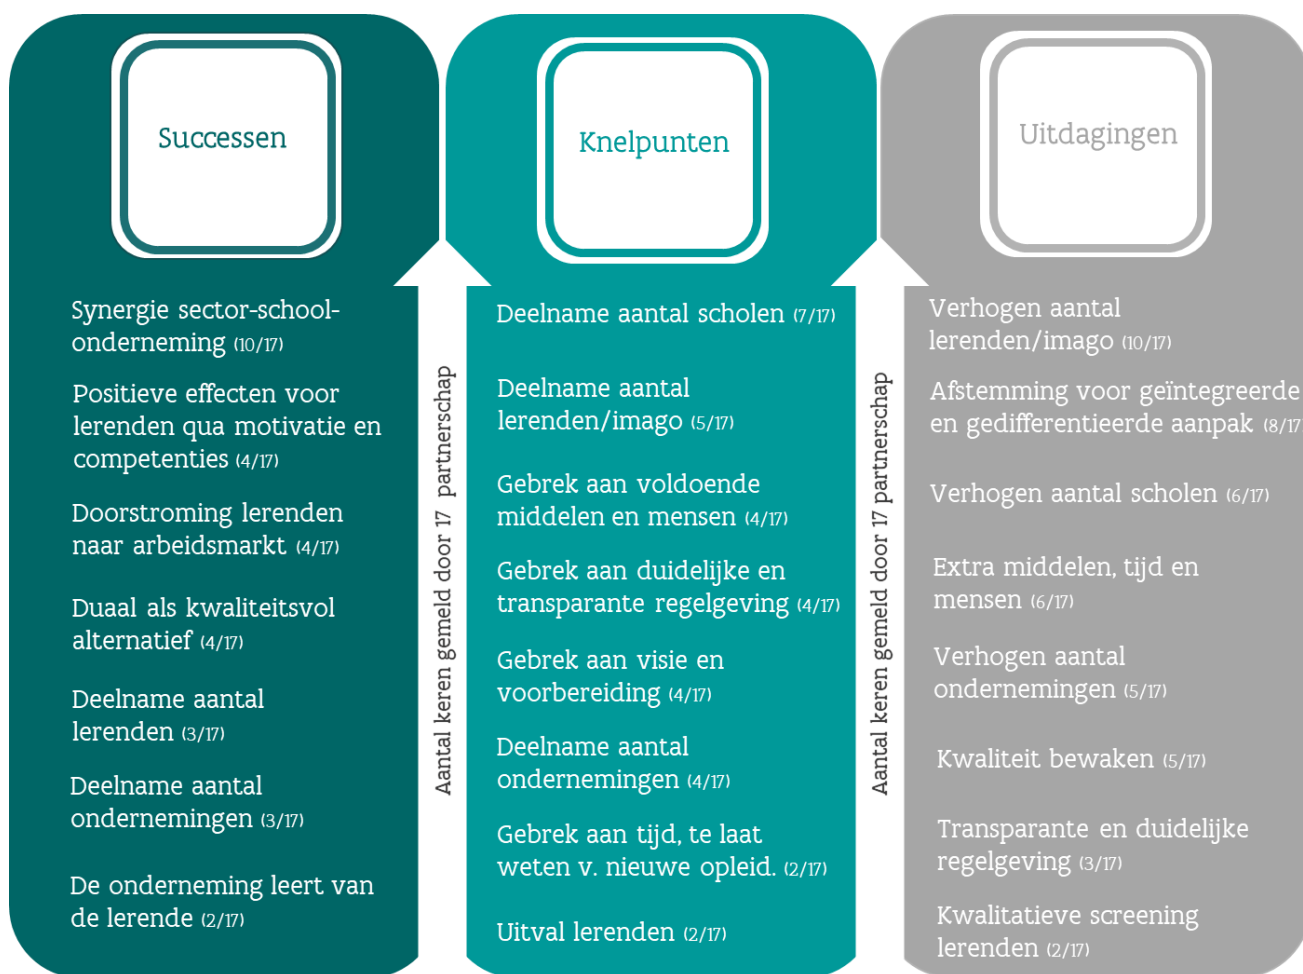 Successen
Synergie sector-school-
onderneming (10/17)
Positieve effecten voor
lerenden qua motivatie en
competenties (4/17)
Doorstroming lerenden
naar arbeidsmarkt (4/17)
Duaal als kwaliteitsvol
alternatief (4/17)
Deelname aantal
lerenden (3/17)
Deelname aantal
ondernemingen (3/17)
De onderneming leert van
de lerende (2/17)
Aantal keren gemeld door 17 partnerschap
Knelpunten
Deelname aantal scholen (7/17)
Deelname aantal
lerenden/imago (5/17)
Gebrek aan voldoende
middelen en mensen (4/17)
Gebrek aan duidelijke en
transparante regelgeving (4/17)
Gebrek aan visie en
voorbereiding (4/17)
Deelname aantal
ondernemingen (4/17)
Gebrek aan tijd, te laat
weten v. nieuwe opleid. (2/17)
Uitval lerenden (2/17)
Aantal keren gemeld door 17 partnerschap
Uitdagingen
Verhogen aantal
lerenden/imago (10/17)
Afstemming voor geïntegreerde
en gedifferentieerde aanpak (8/17
Verhogen aantal scholen (6/17)
Extra middelen, tijd en
mensen (6/17)
Verhogen aantal
ondernemingen (5/17)
Kwaliteit bewaken (5/17)
Transparante en duidelijke
regelgeving (3/17)
Kwalitatieve screening
lerenden (2/17)